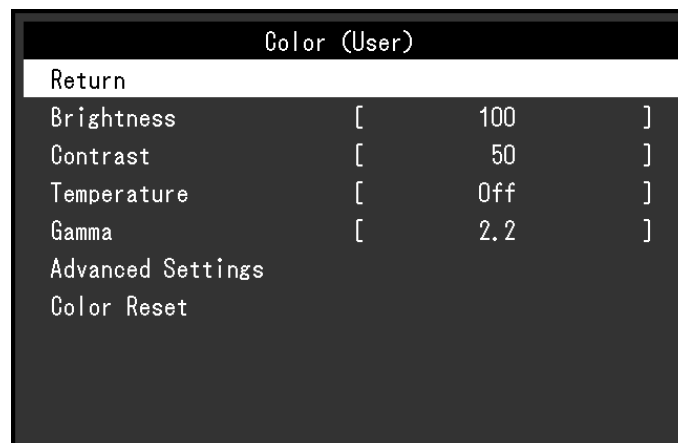 Color (User)
Return
Brightness [ 100 ]
Contrast [ 50 ]
Temperature [ Off ]
Gamma [ 2.2 ]
Advanced Settings
Color Reset